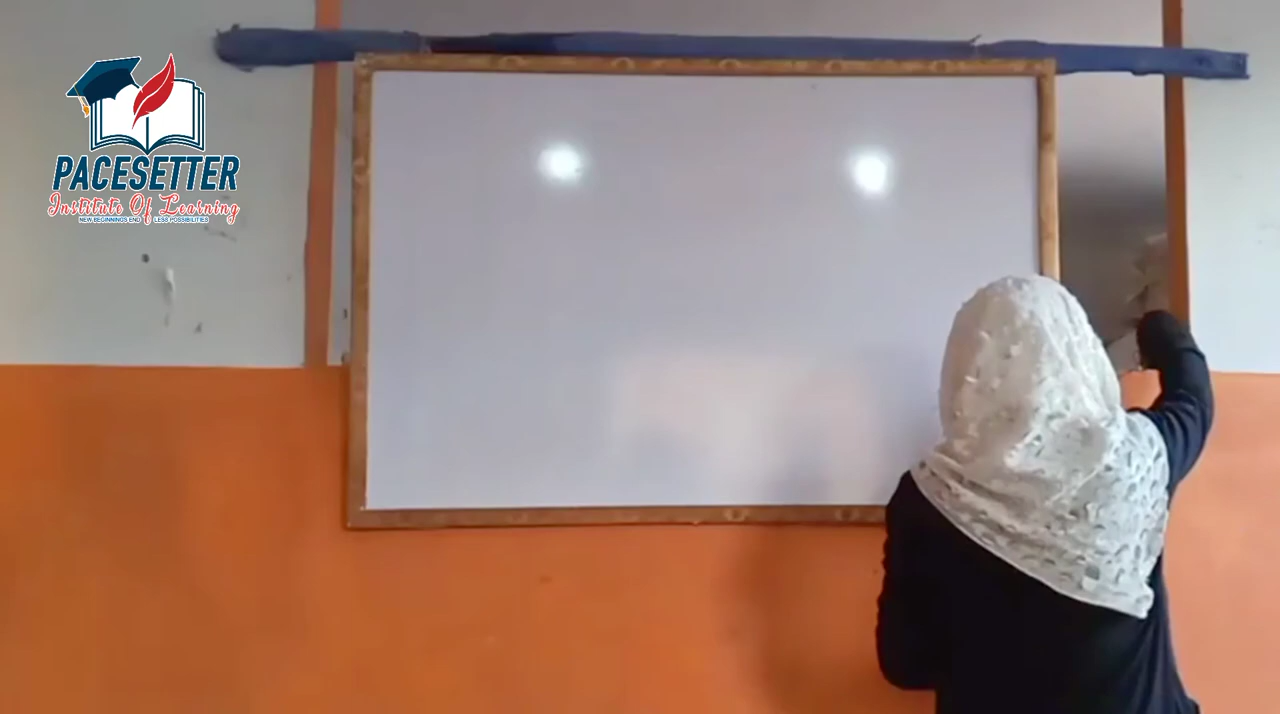 PACESETTER
Institute Of Learning
NEW BEGINNINGS END LESS POSSIBILITIES